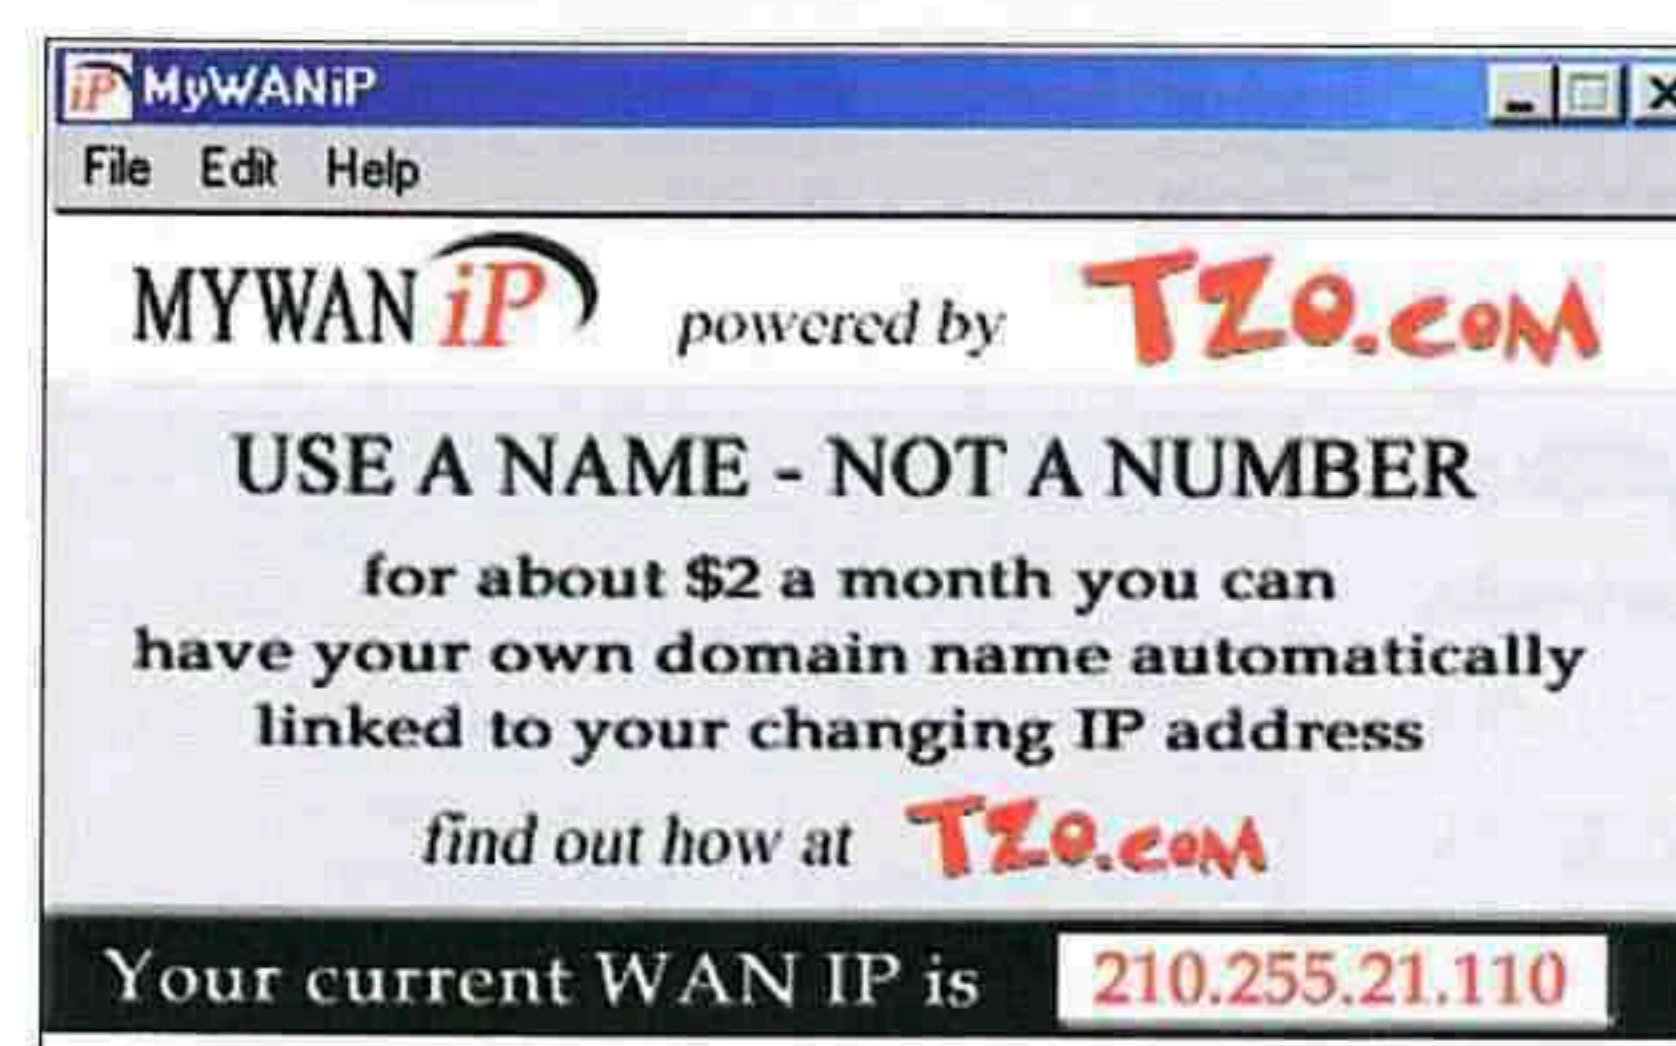 iP MyWANiP
File Edit Help
MYWAN iP powered by TZO.COM
USE A NAME - NOT A NUMBER
for about $2 a month you can
have your own domain name automatically
linked to your changing IP address
find out how at TZO.COM
Your current WAN IP is 210.255.21.110